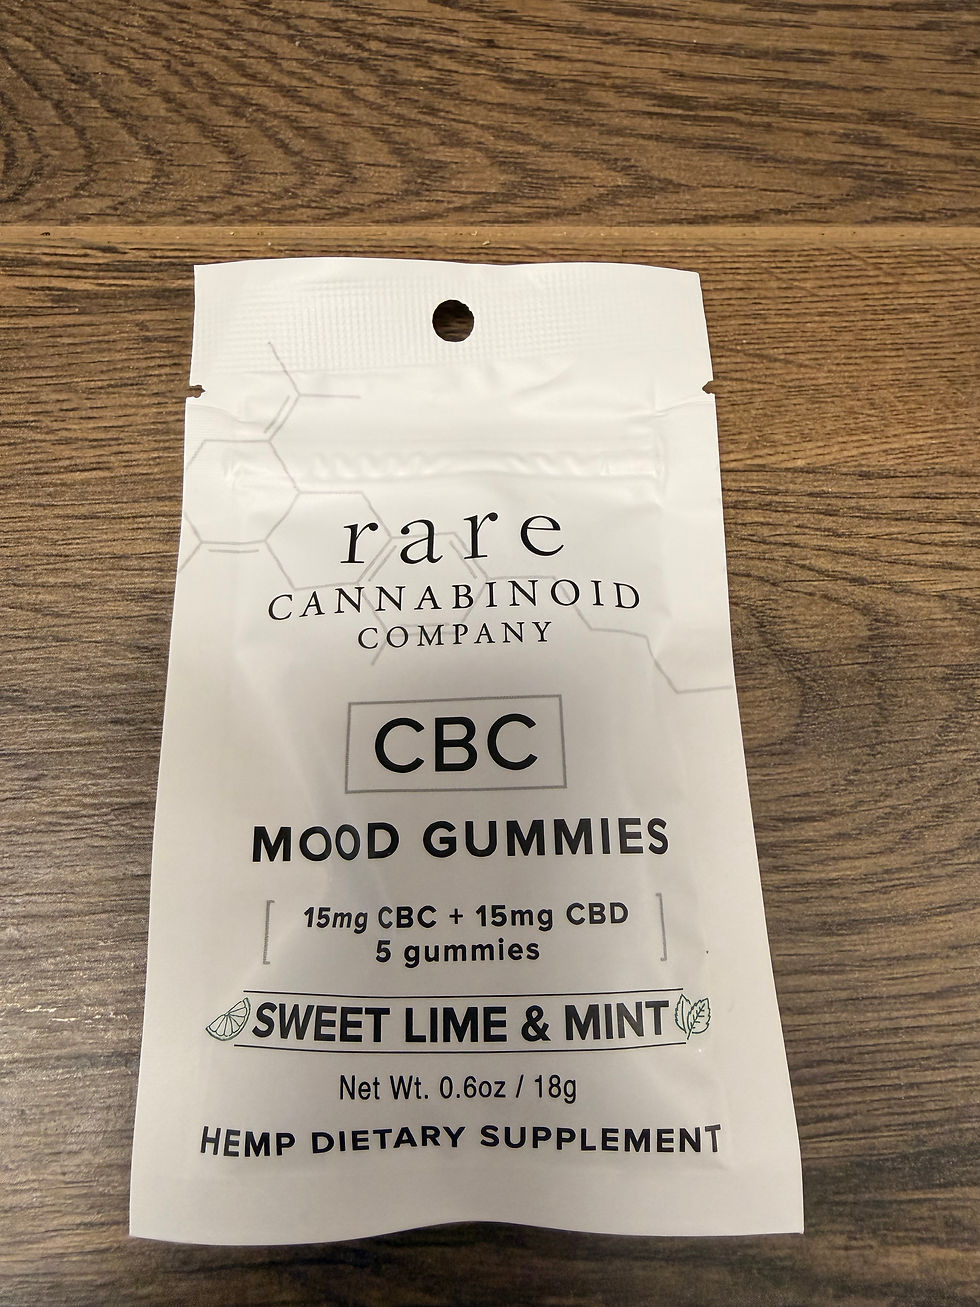 rare
CANNABINOID
COMPANY
CBC
MOOD GUMMIES
15mg CBC + 15mg CBD
5 gummies
SWEET LIME & MINT
Net Wt. 0.6oz / 18g
HEMP DIETARY SUPPLEMENT